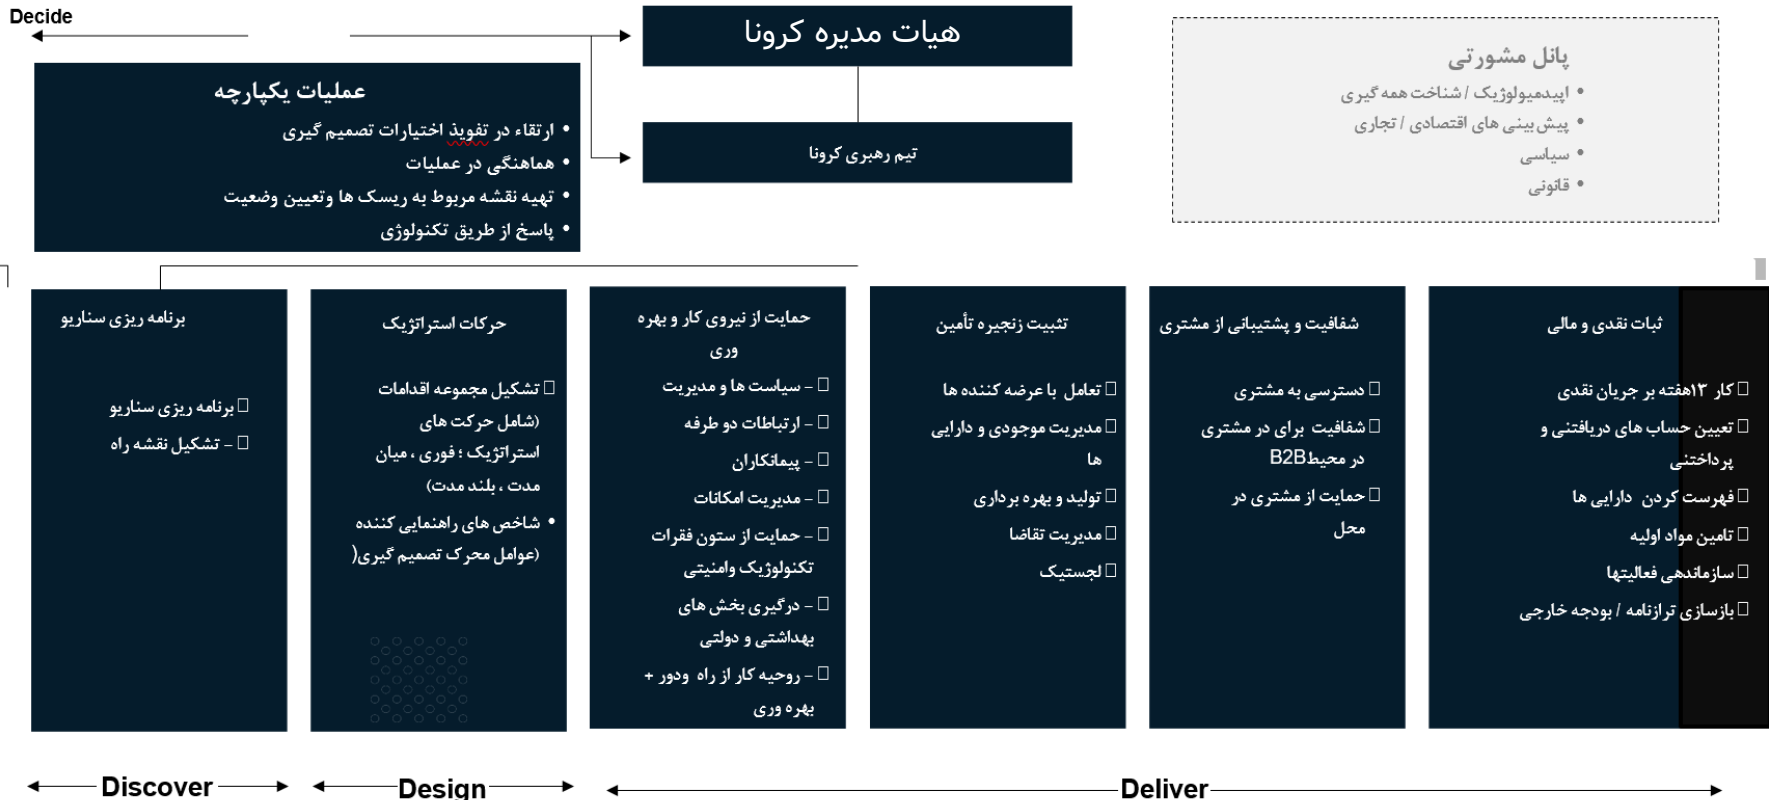 Decide
هیات مدیره کرونا
تیم رهبری کرونا
پانل مشورتی
• اپیدمیولوژیک / شناخت همه گیری
• پیش‌بینی های اقتصادی / تجاری
• سیاسی
• قانونی
عملیات یکپارچه
• ارتقاء در تفویذ اختیارات تصمیم گیری
• هماهنگی در عملیات
• تهیه نقشه مربوط به ریسک ها وتعیین وضعیت
• پاسخ از طریق تکنولوژی
برنامه ریزی سناریو
برنامه ریزی سناریو
– تشکیل نقشه راه
حرکات استراتژیک
تشکیل مجموعه اقدامات
(شامل حرکت های
استراتژیک ؛ فوری ، میان
مدت ، بلند مدت)
• شاخص های راهنمایی کننده
(عوامل محرک تصمیم گیری(
حمایت از نیروی کار و بهره
وری
– سیاست ها و مدیریت
– ارتباطات دو طرفه
– پیمانکاران
– مدیریت امکانات
– حمایت از ستون فقرات
تکنولوژیک وامنیتی
– درگیری بخش های
بهداشتی و دولتی
– روحیه کار از راه ودور +
بهره وری
تثبیت زنجیره تأمین
تعامل با عرضه کننده ها
مدیریت موجودی و دارایی
ها
تولید و بهره برداری
مدیریت تقاضا
لجستیک
شفافیت و پشتیبانی از مشتری
دسترسی به مشتری
شفافیت برای در مشتری
در محیطB2B
حمایت از مشتری در
محل
ثبات نقدی و مالی
کار ۱۳هفته بر جریان نقدی
تعیین حساب های دریافتنی و
پرداختنی
فهرست کردن دارایی ها
تامین مواد اولیه
سازماندهی فعالیتها
بازسازی ترازنامه / بودجه خارجی
Discover
Design
Deliver